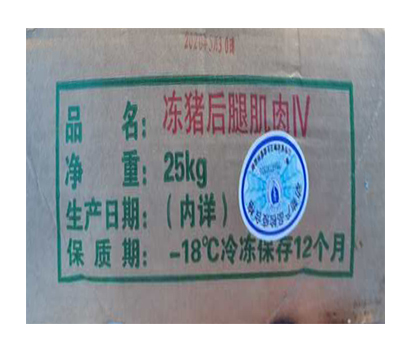 品 名：冻猪后腿肌肉Ⅳ
净 重：25kg
生产日期：（内详）
保 质 期：-18℃冷冻保存12个月